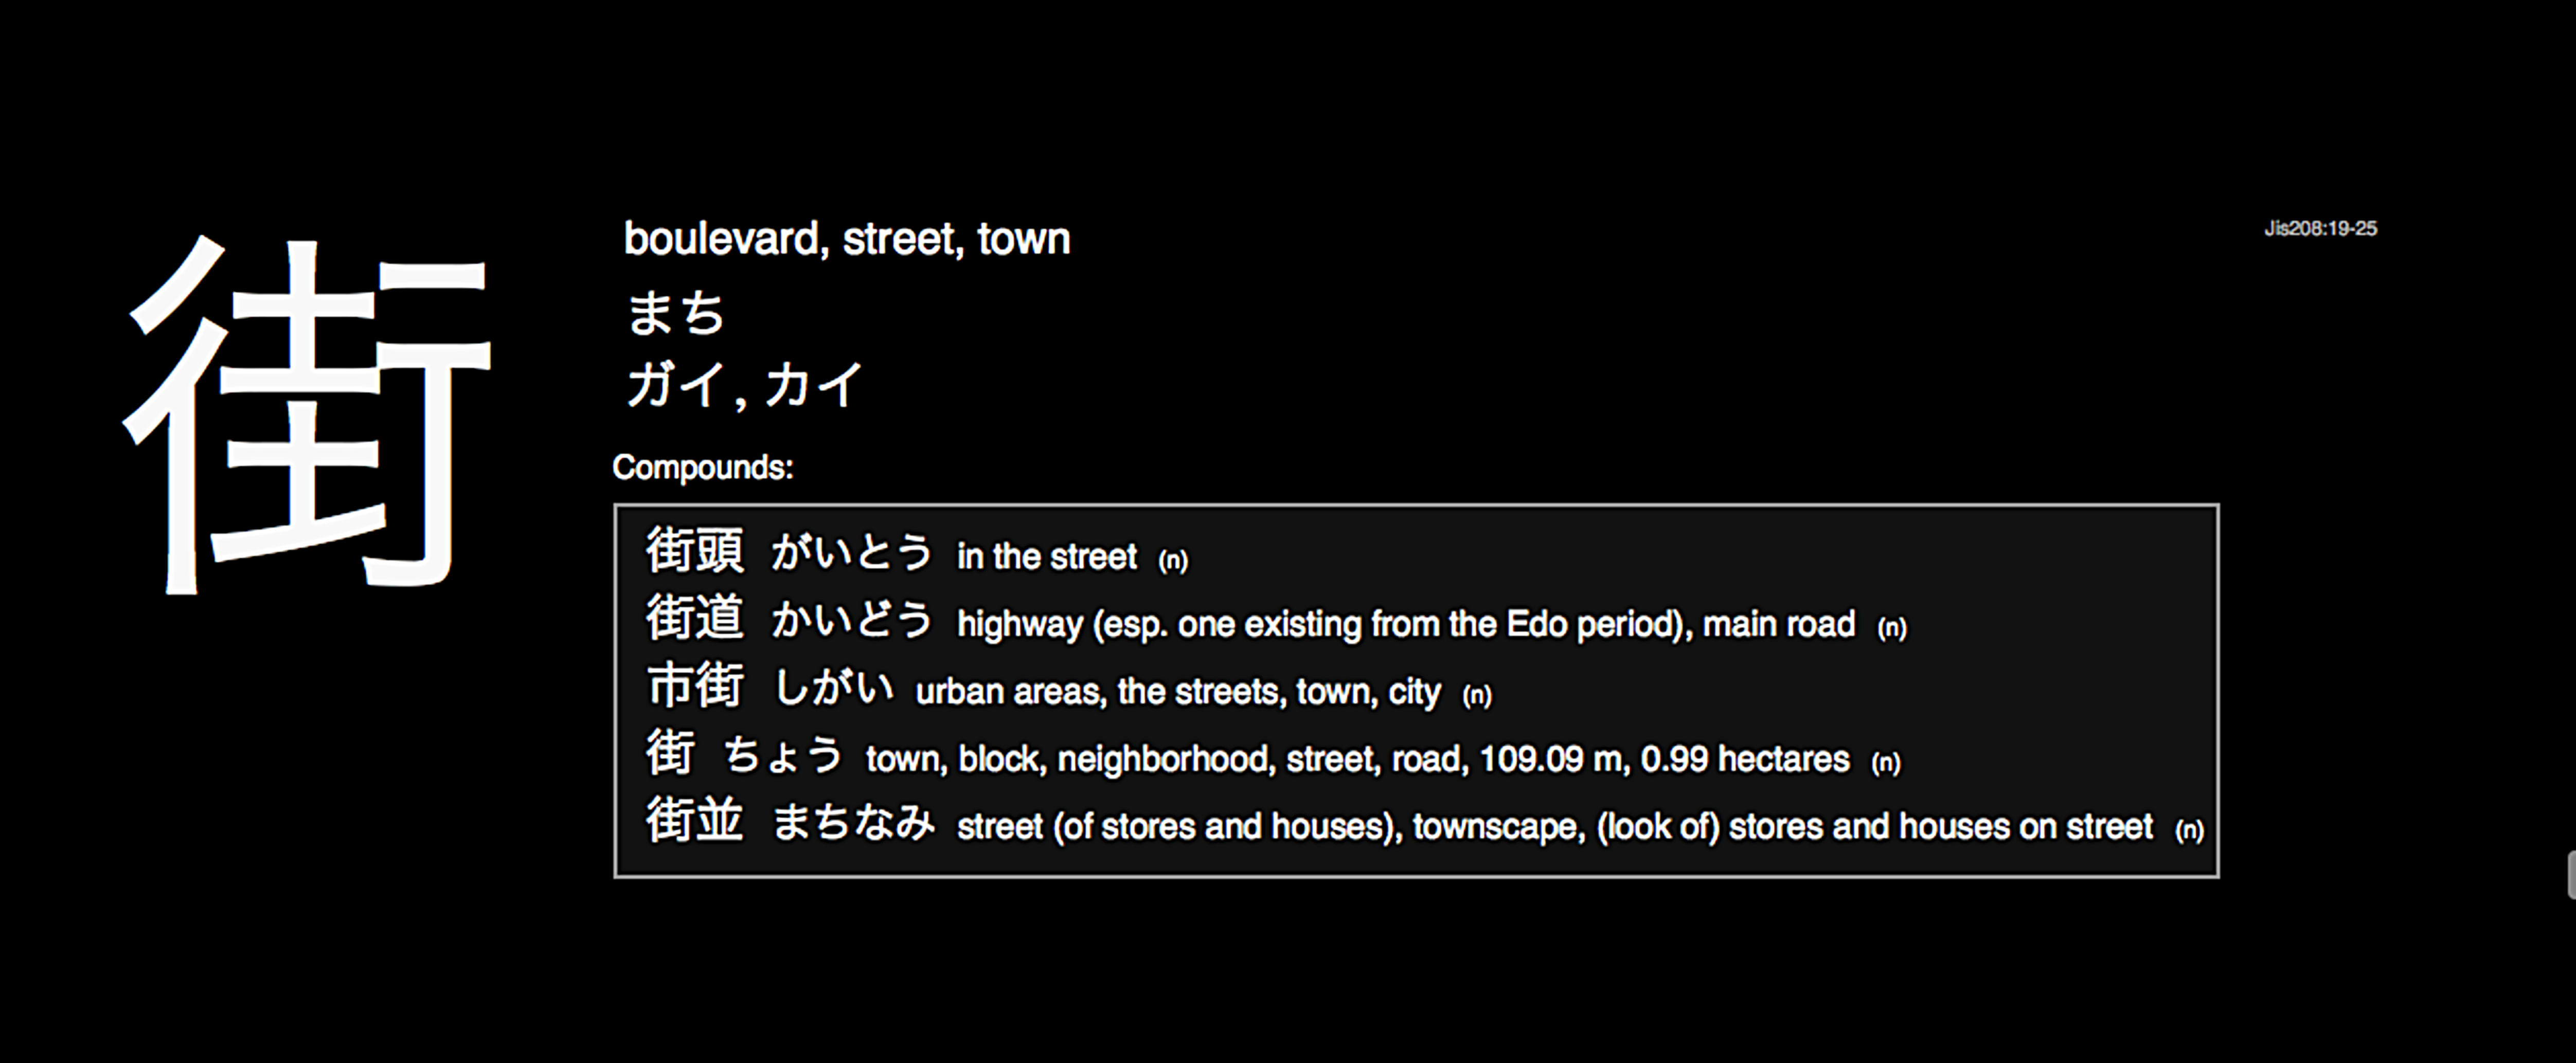 街
boulevard, street, town
Jis208:19-25
まち
ガイ, カイ
Compounds:
街頭 がいとう in the street (n)
街道 かいどう highway (esp. one existing from the Edo period), main road (n)
市街 しがい urban areas, the streets, town, city (n)
街 ちょう town, block, neighborhood, street, road, 109.09 m, 0.99 hectares (n)
街並 まちなみ street (of stores and houses), townscape, (look of) stores and houses on street (n)